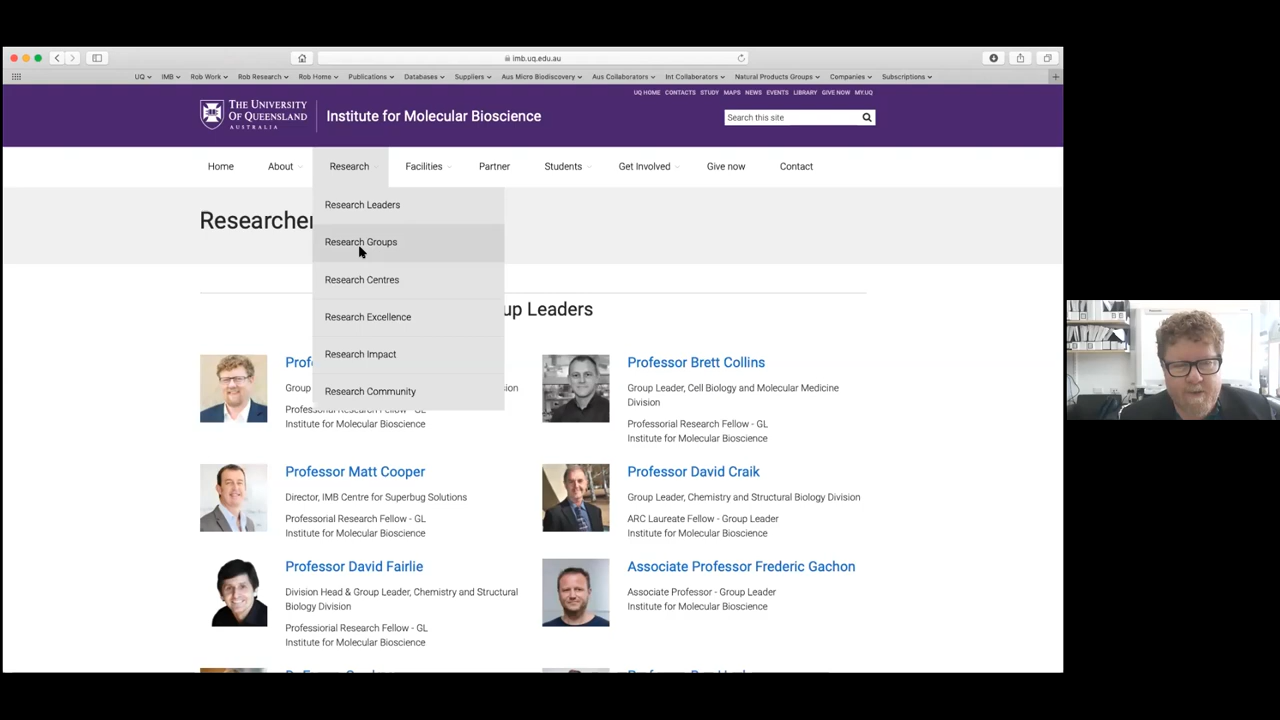 imb.uq.edu.au
UQ IMB Rob Work Rob Research Rob Home Publications Databases Suppliers Aus Micro Biodiscovery Aus Collaborators Int Collaborators Natural Products Groups Companies Subscriptions
UQ HOME CONTACTS STUDY MAPS NEWS EVENTS LIBRARY GIVE NOW MY.UQ
THE UNIVERSITY
OF QUEENSLAND
AUSTRALIA
Institute for Molecular Bioscience
Search this site
Home About Research Facilities Partner Students Get Involved Give now Contact
Research Leaders
Research Groups
Research Centres
Research Excellence
Research Impact
Research Community
Researcher
up Leaders
Prof
Group
sion
Professorial Research Fellow - GL
Institute for Molecular Bioscience
Professor Brett Collins
Group Leader, Cell Biology and Molecular Medicine
Division
Professorial Research Fellow - GL
Institute for Molecular Bioscience
Professor Matt Cooper
Director, IMB Centre for Superbug Solutions
Professorial Research Fellow - GL
Institute for Molecular Bioscience
Professor David Craik
Group Leader, Chemistry and Structural Biology Division
ARC Laureate Fellow - Group Leader
Institute for Molecular Bioscience
Professor David Fairlie
Division Head & Group Leader, Chemistry and Structural
Biology Division
Professiorial Research Fellow - GL
Institute for Molecular Bioscience
Associate Professor Frederic Gachon
Associate Professor - Group Leader
Institute for Molecular Bioscience